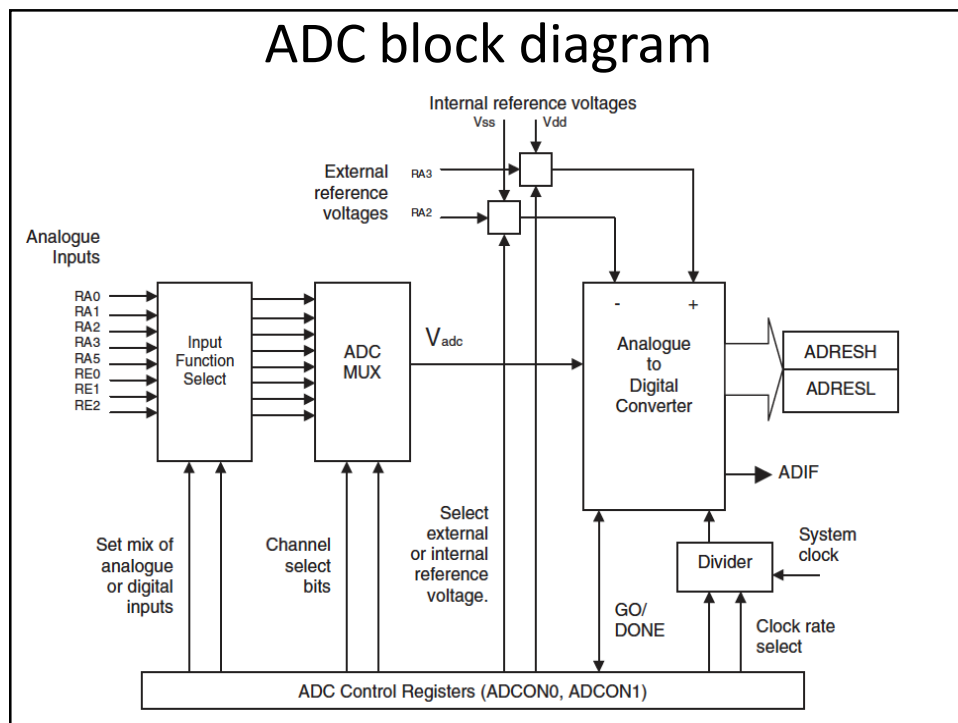 ADC block diagram
Internal reference voltages
Vss
Vdd
External
reference
voltages
RA3
RA2
Analogue
Inputs
RA0
RA1
RA2
RA3
RA5
RE0
RE1
RE2
Input
Function
Select
ADC
MUX
Vadc
- +
Analogue
to
Digital
Converter
ADRESH
ADRESL
ADIF
Set mix of
analogue
or digital
inputs
Channel
select
bits
Select
external
or internal
reference
voltage.
GO/
DONE
Divider
System
clock
Clock rate
select
ADC Control Registers (ADCON0, ADCON1)